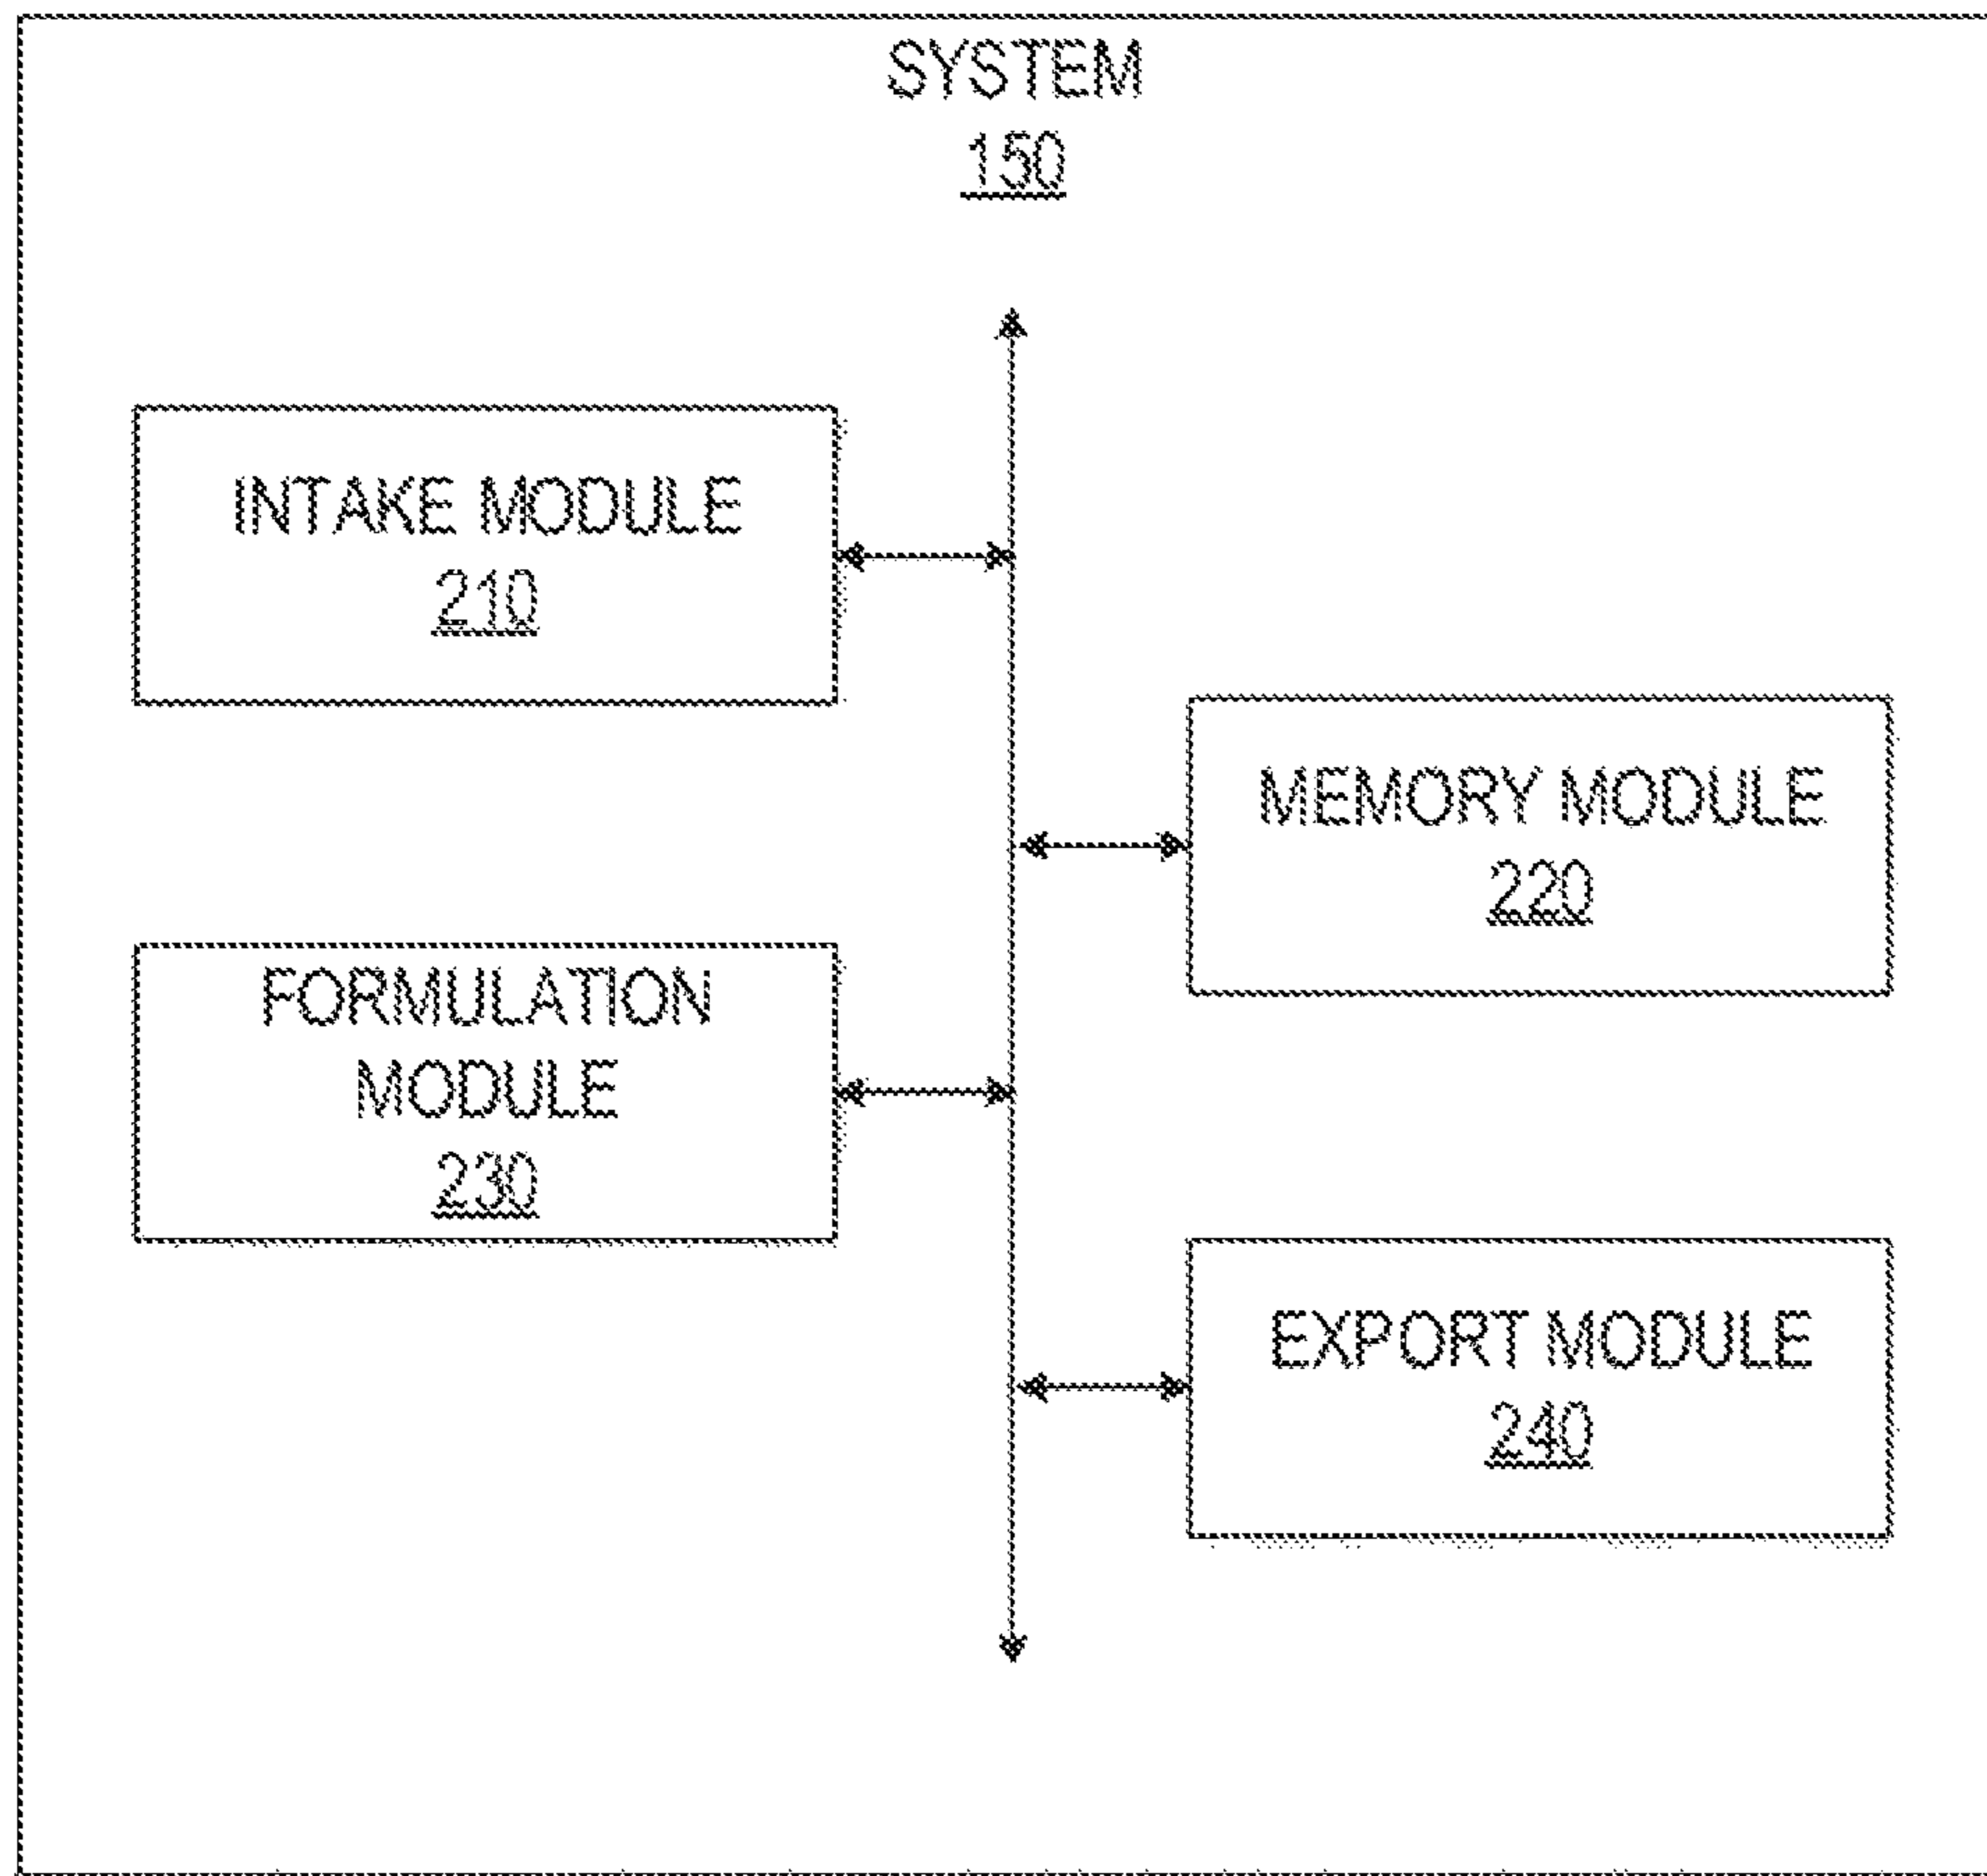 SYSTEM
150
INTAKE MODULE
210
MEMORY MODULE
220
FORMULATION
MODULE
230
EXPORT MODULE
240